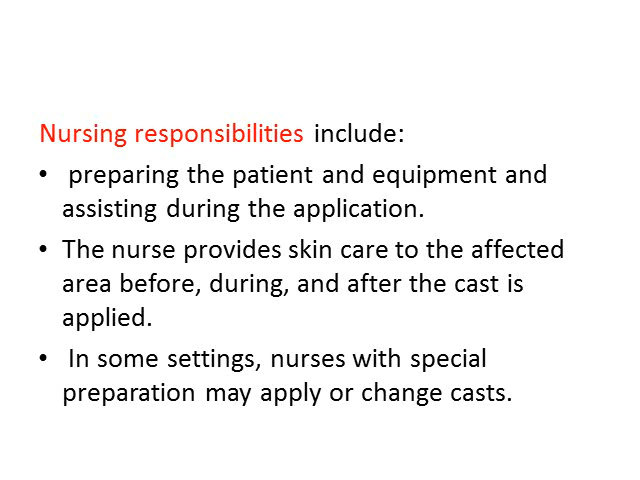 Nursing responsibilities include:
• preparing the patient and equipment and
assisting during the application.
• The nurse provides skin care to the affected
area before, during, and after the cast is
applied.
• In some settings, nurses with special
preparation may apply or change casts.